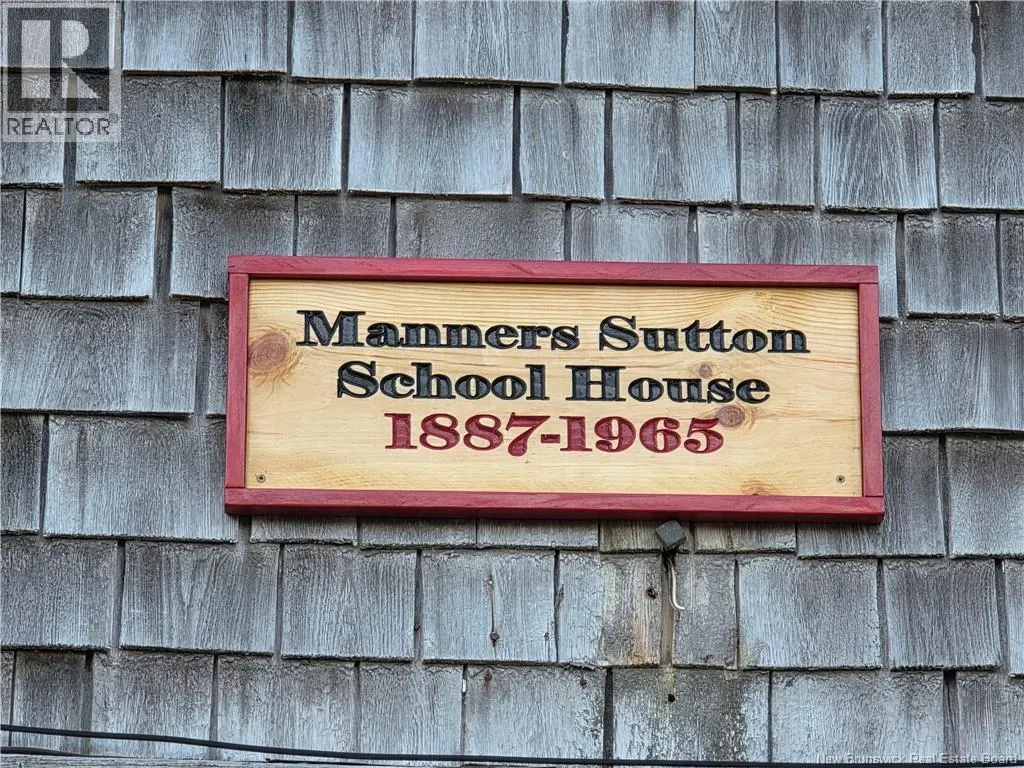 R
REALTOR®
Manners Sutton
School House
1887-1965
New Brunswick Real Estate Board